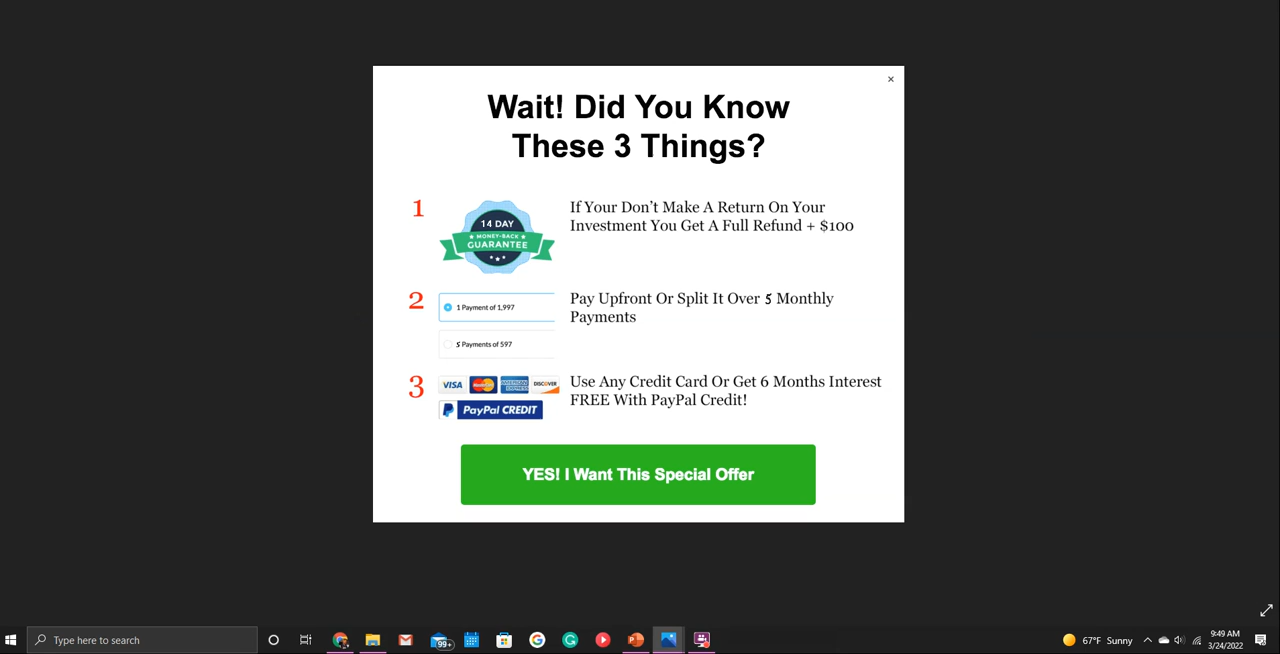 ×
Wait! Did You Know
These 3 Things?
1
14 DAY
MONEY-BACK
GUARANTEE
If Your Don't Make A Return On Your
Investment You Get A Full Refund + $100
2
1 Payment of 1,997
5 Payments of 597
Pay Upfront Or Split It Over 5 Monthly
Payments
3
VISA MasterCard AMERICAN EXPRESS DISCOVER
PayPal CREDIT
Use Any Credit Card Or Get 6 Months Interest
FREE With PayPal Credit!
YES! I Want This Special Offer
Type here to search
99+
67°F Sunny
9:49 AM
3/24/2022